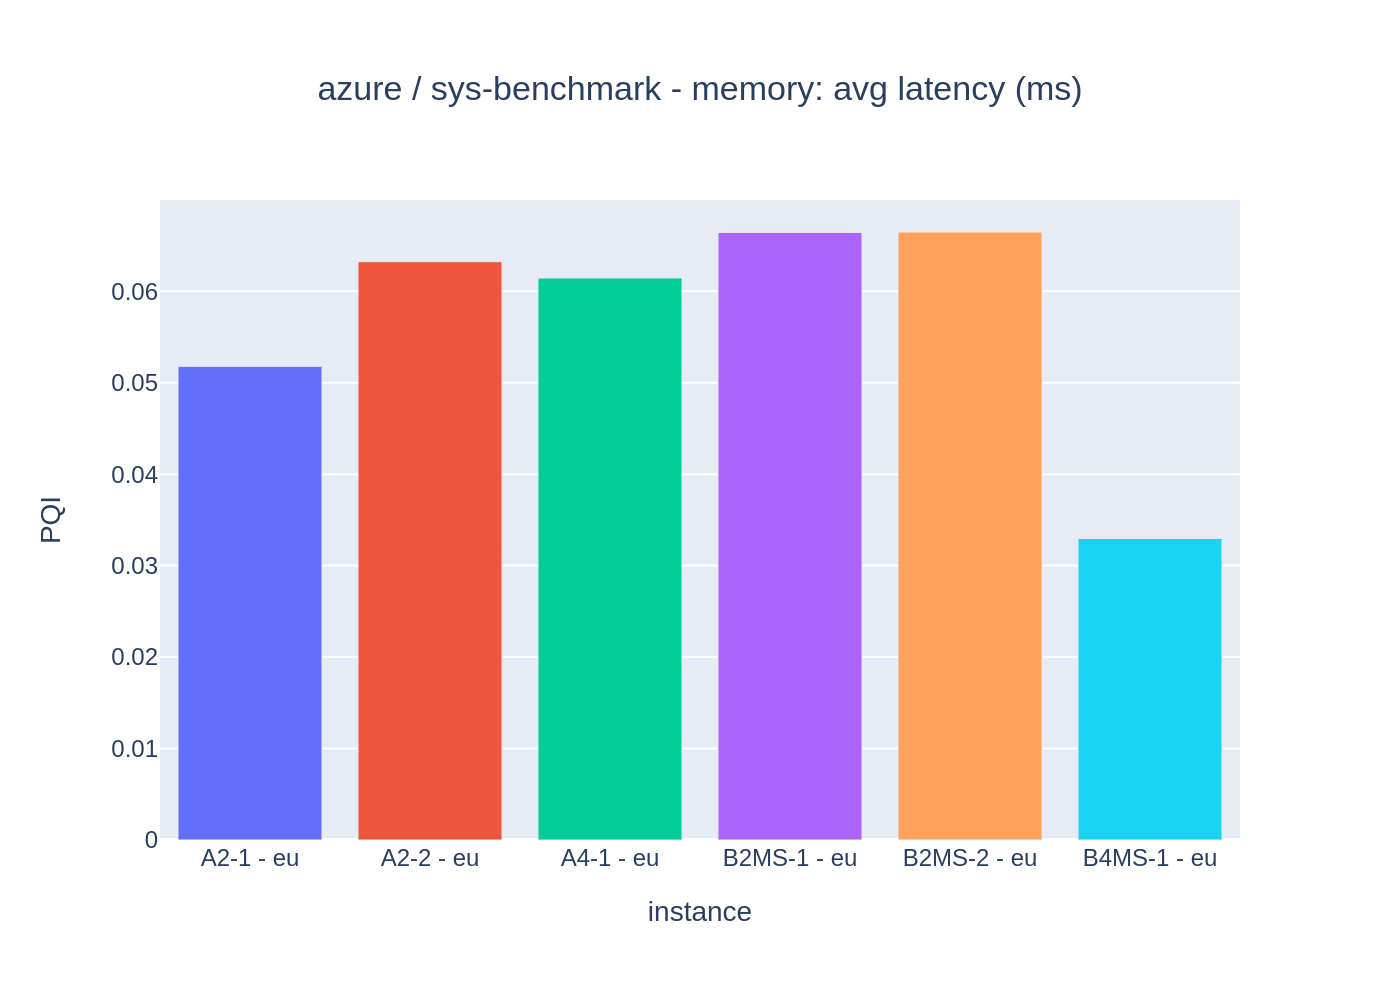 azure / sys-benchmark - memory: avg latency (ms)
PQI
0.06
0.05
0.04
0.03
0.02
0.01
0
A2-1 - eu
A2-2 - eu
A4-1 - eu
B2MS-1 - eu
B2MS-2 - eu
B4MS-1 - eu
instance